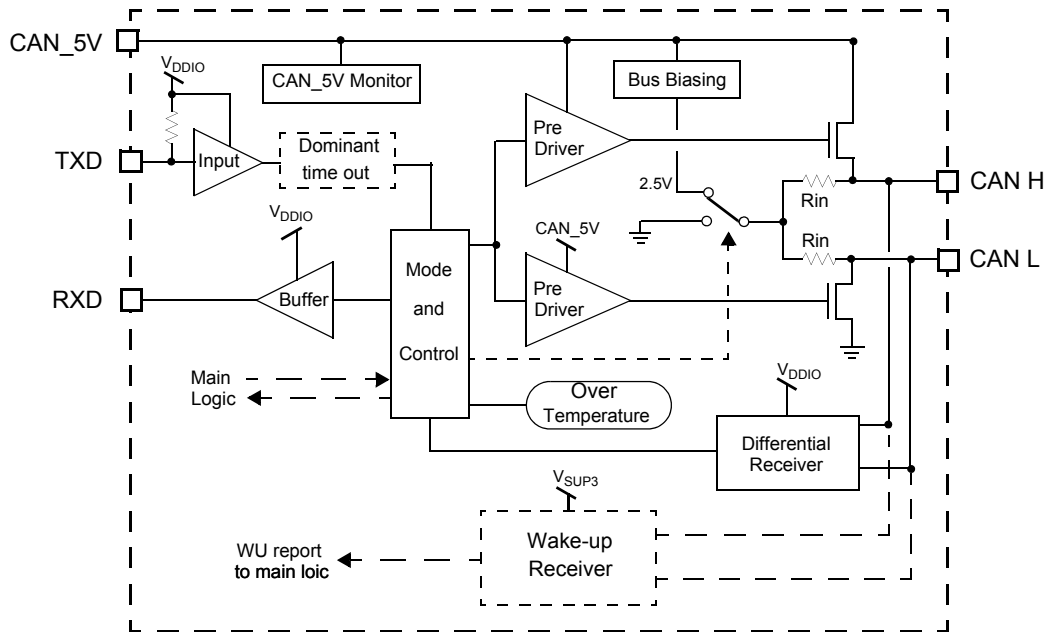 CAN_5V
VDDIO
CAN_5V Monitor
Bus Biasing
TXD
Input
Dominant
time out
Pre
Driver
2.5V
Rin
CAN H
VDDIO
CAN_5V
Rin
CAN L
RXD
Buffer
Mode
and
Control
Pre
Driver
Main
Logic
Over
Temperature
VDDIO
Differential
Receiver
VSUP3
Wake-up
Receiver
WU report
to main loic